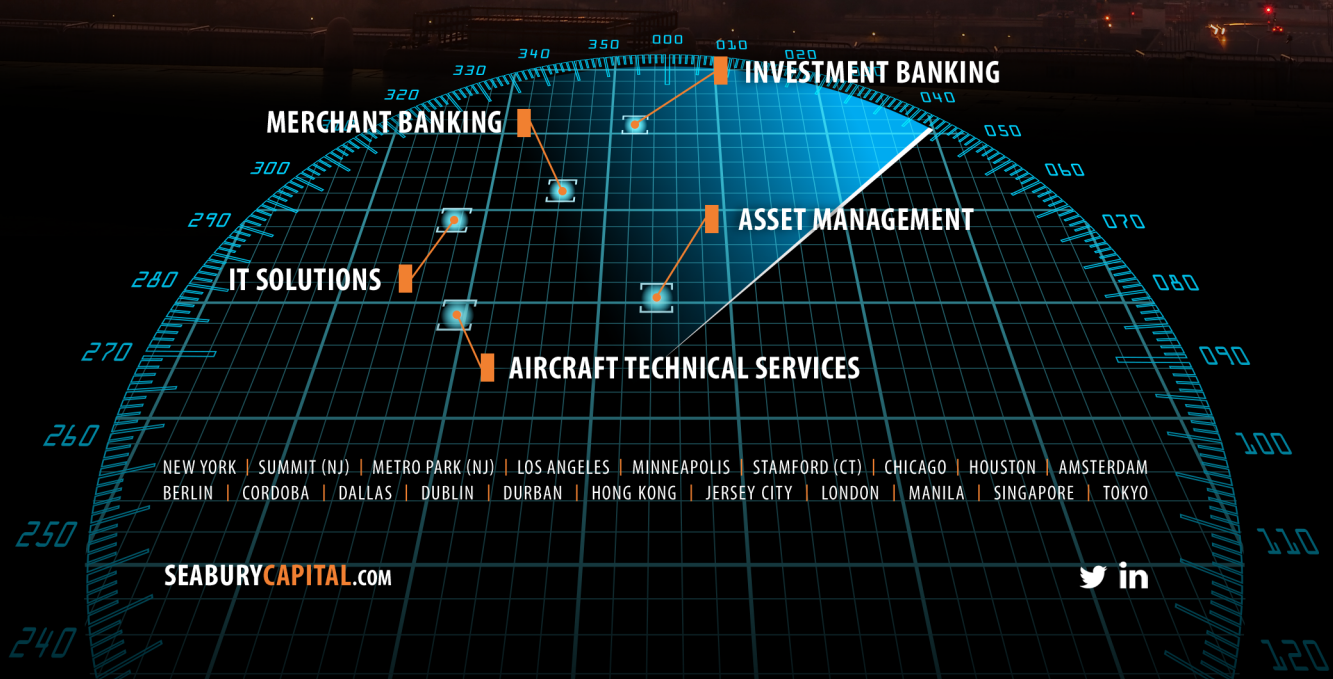 000
350
010
340
020
INVESTMENT BANKING
330
320
040
MERCHANT BANKING
050
300
060
290
070
ASSET MANAGEMENT
IT SOLUTIONS
280
080
270
090
AIRCRAFT TECHNICAL SERVICES
260
100
NEW YORK | SUMMIT (NJ) | METRO PARK (NJ) | LOS ANGELES | MINNEAPOLIS | STAMFORD (CT) | CHICAGO | HOUSTON | AMSTERDAM
BERLIN | CORDOBA | DALLAS | DUBLIN | DURBAN | HONG KONG | JERSEY CITY | LONDON | MANILA | SINGAPORE | TOKYO
250
110
SEABURYCAPITAL.COM
in
240
120